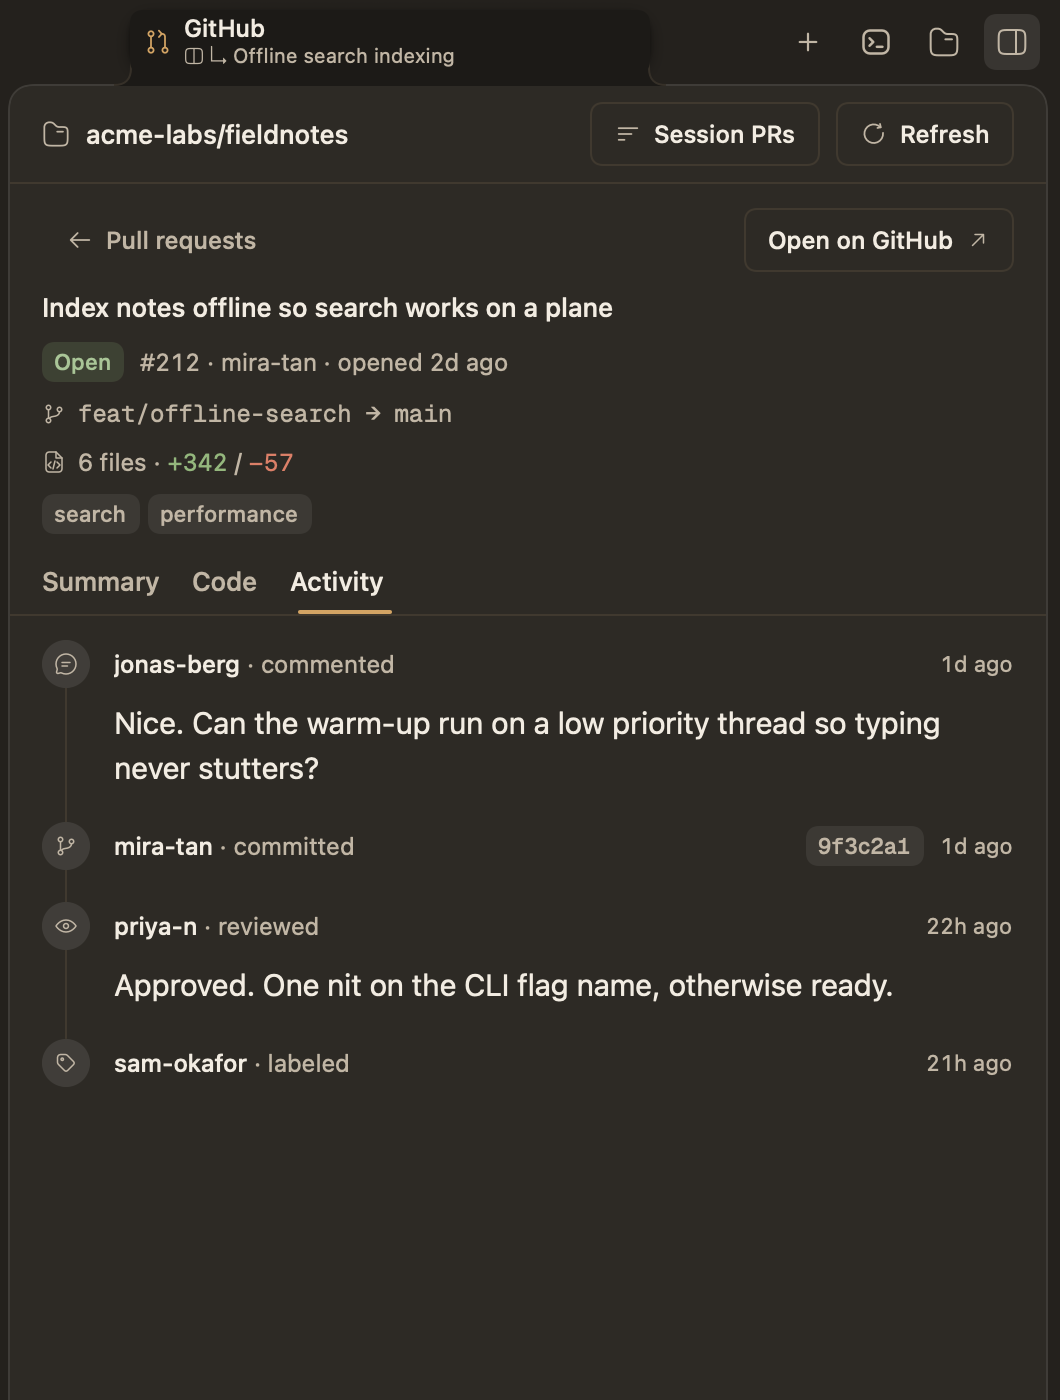 GitHub
Offline search indexing
acme-labs/fieldnotes
Session PRs
Refresh
Pull requests
Open on GitHub
Index notes offline so search works on a plane
Open #212 · mira-tan · opened 2d ago
feat/offline-search → main
6 files · +342 / −57
search performance
Summary Code Activity
jonas-berg · commented 1d ago
Nice. Can the warm-up run on a low priority thread so typing
never stutters?
mira-tan · committed 9f3c2a1 1d ago
priya-n · reviewed 22h ago
Approved. One nit on the CLI flag name, otherwise ready.
sam-okafor · labeled 21h ago